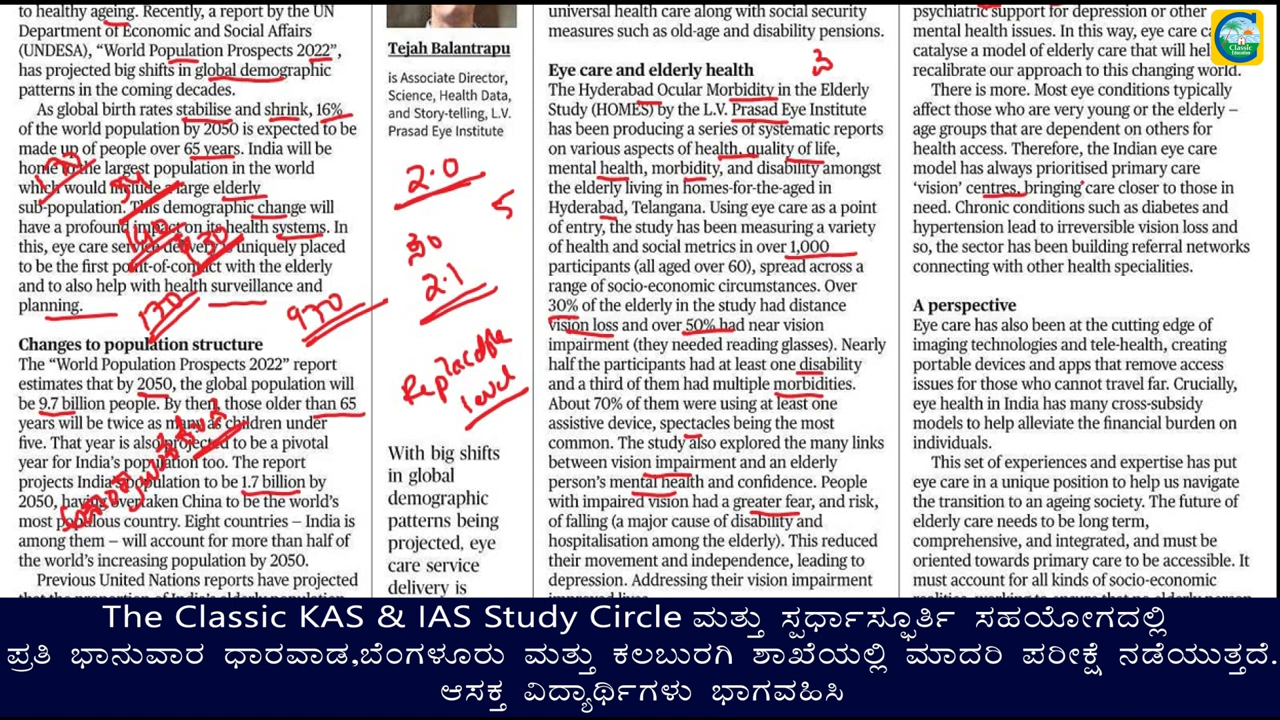 to healthy ageing. Recently, a report by the UN
Department of Economic and Social Affairs
(UNDESA), “World Population Prospects 2022”,
has projected big shifts in global demographic
patterns in the coming decades.
As global birth rates stabilise and shrink, 16%
of the world population by 2050 is expected to be
made up of people over 65 years. India will be
home to the largest population in the world
which would include a large elderly
sub-population. This demographic change will
have a profound impact on its health systems. In
this, eye care service delivery is uniquely placed
to be the first point-of-contact with the elderly
and to also help with health surveillance and
planning.
Changes to population structure
The “World Population Prospects 2022” report
estimates that by 2050, the global population will
be 9.7 billion people. By then, those older than 65
years will be twice as many as children under
five. That year is also projected to be a pivotal
year for India’s population too. The report
projects India’s population to be 1.7 billion by
2050, having overtaken China to be the world’s
most populous country. Eight countries — India is
among them — will account for more than half of
the world’s increasing population by 2050.
Previous United Nations reports have projected
130
930
Tejah Balantrapu
is Associate Director,
Science, Health Data,
and Story-telling, L.V.
Prasad Eye Institute
2.0
5
30
2.1
Replaceble
level
With big shifts
in global
demographic
patterns being
projected, eye
care service
delivery is
universal health care along with social security
measures such as old-age and disability pensions.
Eye care and elderly health
The Hyderabad Ocular Morbidity in the Elderly
Study (HOMES) by the L.V. Prasad Eye Institute
has been producing a series of systematic reports
on various aspects of health, quality of life,
mental health, morbidity, and disability amongst
the elderly living in homes-for-the-aged in
Hyderabad, Telangana. Using eye care as a point
of entry, the study has been measuring a variety
of health and social metrics in over 1,000
participants (all aged over 60), spread across a
range of socio-economic circumstances. Over
30% of the elderly in the study had distance
vision loss and over 50% had near vision
impairment (they needed reading glasses). Nearly
half the participants had at least one disability
and a third of them had multiple morbidities.
About 70% of them were using at least one
assistive device, spectacles being the most
common. The study also explored the many links
between vision impairment and an elderly
person’s mental health and confidence. People
with impaired vision had a greater fear, and risk,
of falling (a major cause of disability and
hospitalisation among the elderly). This reduced
their movement and independence, leading to
depression. Addressing their vision impairment
psychiatric support for depression or other
mental health issues. In this way, eye care can
catalyse a model of elderly care that will help
recalibrate our approach to this changing world.
There is more. Most eye conditions typically
affect those who are very young or the elderly —
age groups that are dependent on others for
health access. Therefore, the Indian eye care
model has always prioritised primary care
‘vision’ centres, bringing care closer to those in
need. Chronic conditions such as diabetes and
hypertension lead to irreversible vision loss and
so, the sector has been building referral networks
connecting with other health specialities.
A perspective
Eye care has also been at the cutting edge of
imaging technologies and tele-health, creating
portable devices and apps that remove access
issues for those who cannot travel far. Crucially,
eye health in India has many cross-subsidy
models to help alleviate the financial burden on
individuals.
This set of experiences and expertise has put
eye care in a unique position to help us navigate
the transition to an ageing society. The future of
elderly care needs to be long term,
comprehensive, and integrated, and must be
oriented towards primary care to be accessible. It
must account for all kinds of socio-economic
Classic
Education
The Classic KAS & IAS Study Circle ಮತ್ತು ಸ್ಪರ್ಧಾಸ್ಫೂರ್ತಿ ಸಹಯೋಗದಲ್ಲಿ
ಪ್ರತಿ ಭಾನುವಾರ ಧಾರವಾಡ,ಬೆಂಗಳೂರು ಮತ್ತು ಕಲಬುರಗಿ ಶಾಖೆಯಲ್ಲಿ ಮಾದರಿ ಪರೀಕ್ಷೆ ನಡೆಯುತ್ತದೆ.
ಆಸಕ್ತ ವಿದ್ಯಾರ್ಥಿಗಳು ಭಾಗವಹಿಸಿ